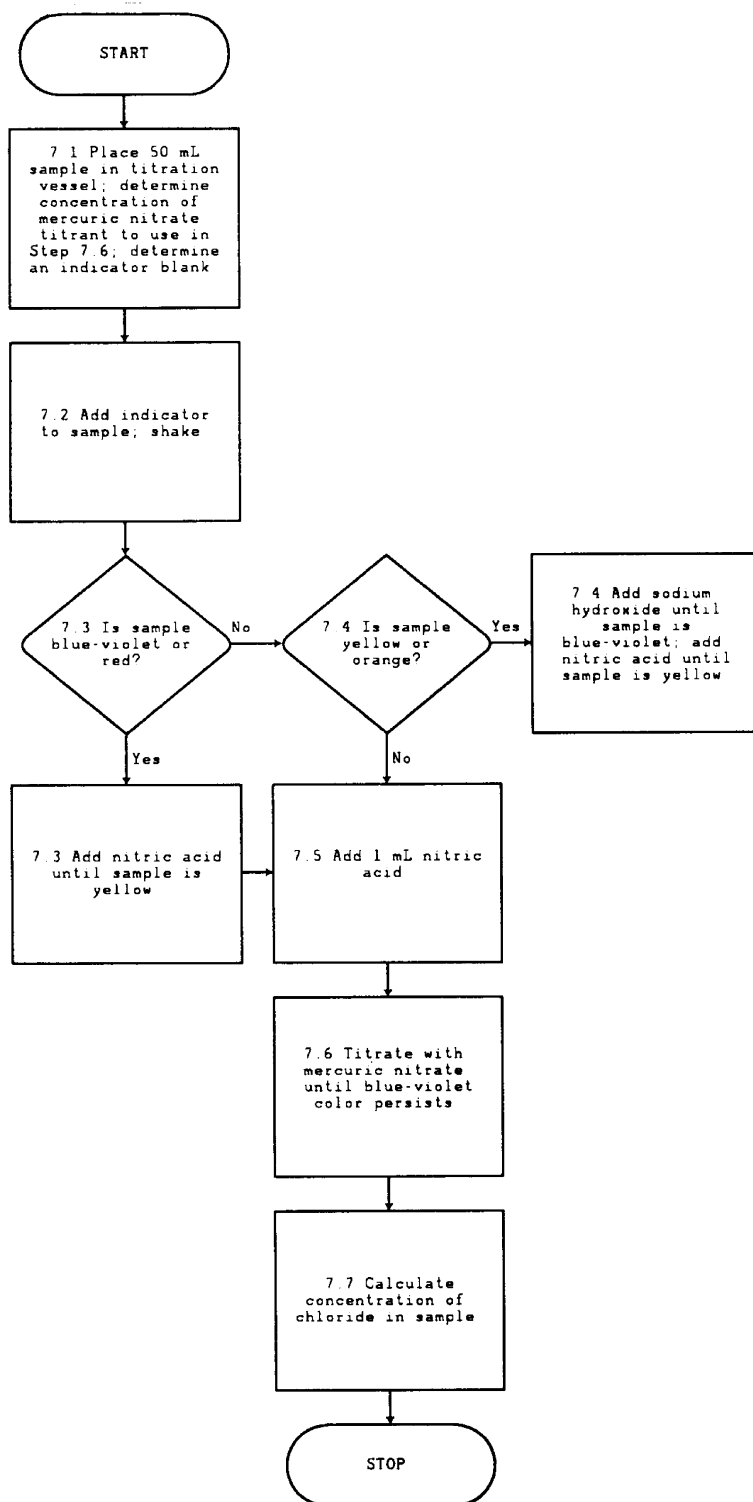 START
7 1 Place 50 mL
sample in titration
vessel; determine
concentration of
mercuric nitrate
titrant to use in
Step 7.6; determine
an indicator blank
7.2 Add indicator
to sample; shake
7.3 Is sample
blue-violet or
red?
No
7 4 Is sample
yellow or
orange?
Yes
7 4 Add sodium
hydroxide until
sample is
blue-violet; add
nitric acid until
sample is yellow
Yes
No
7.3 Add nitric acid
until sample is
yellow
7.5 Add 1 mL nitric
acid
7.6 Titrate with
mercuric nitrate
until blue-violet
color persists
7.7 Calculate
concentration of
chloride in sample
STOP